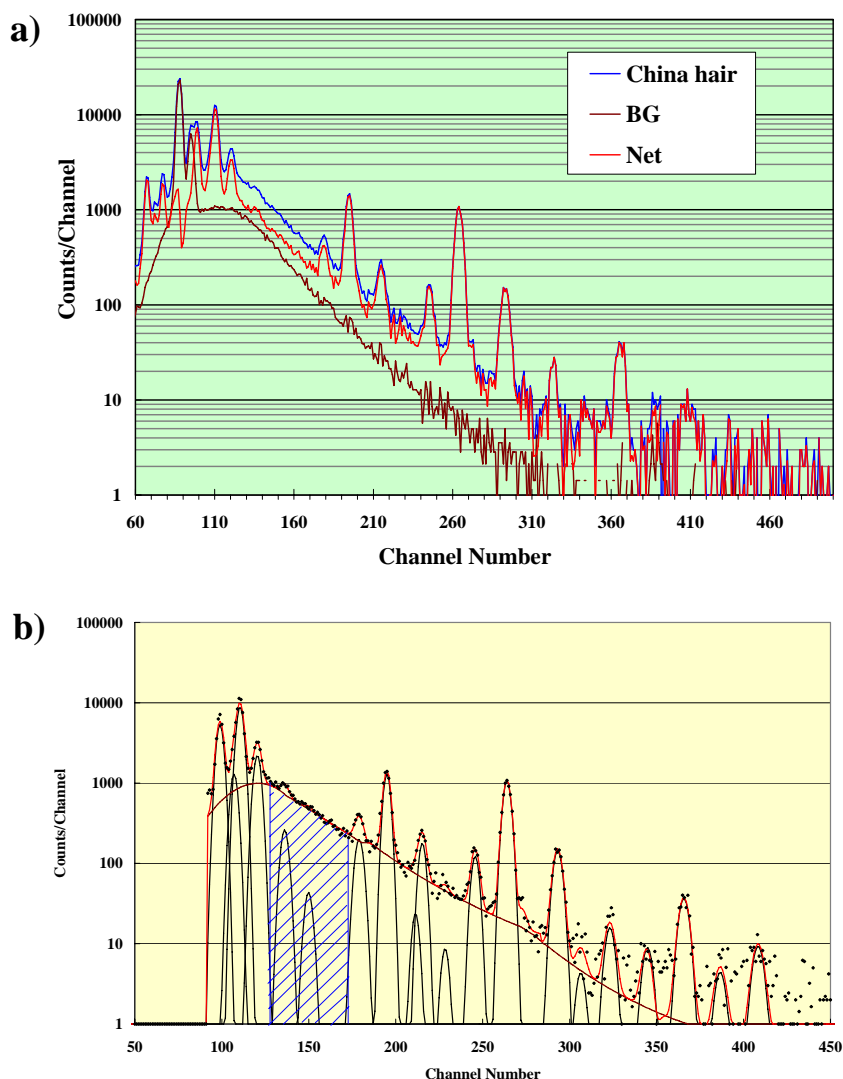 a)
100000
10000
1000
100
10
1
Counts/Channel
China hair
BG
Net
60 110 160 210 260 310 360 410 460
Channel Number
b)
100000
10000
1000
100
10
1
Counts/Channel
50 100 150 200 250 300 350 400 450
Channel Number